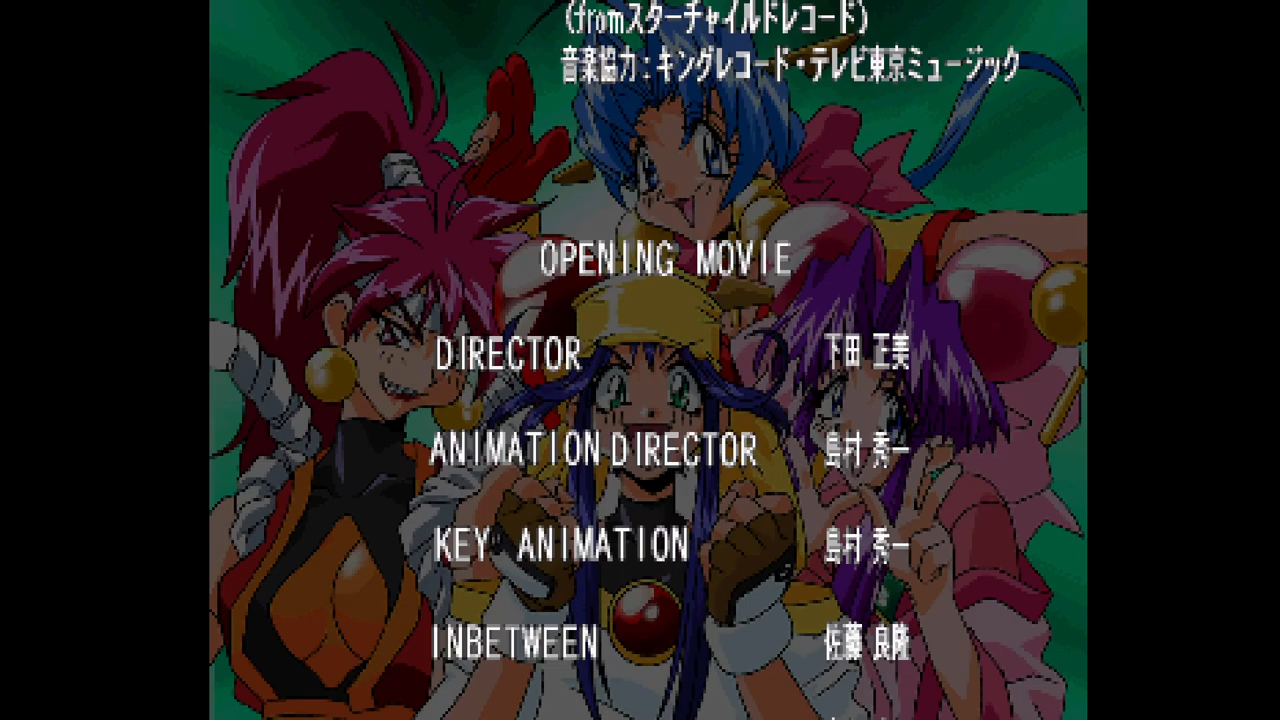 (fromスターチャイルドレコード)
音楽協力:キングレコード・テレビ東京ミュージック
OPENING MOVIE
DIRECTOR 下田 正美
ANIMATION DIRECTOR 島村 秀一
KEY ANIMATION 島村 秀一
INBETWEEN 佐藤 良隆